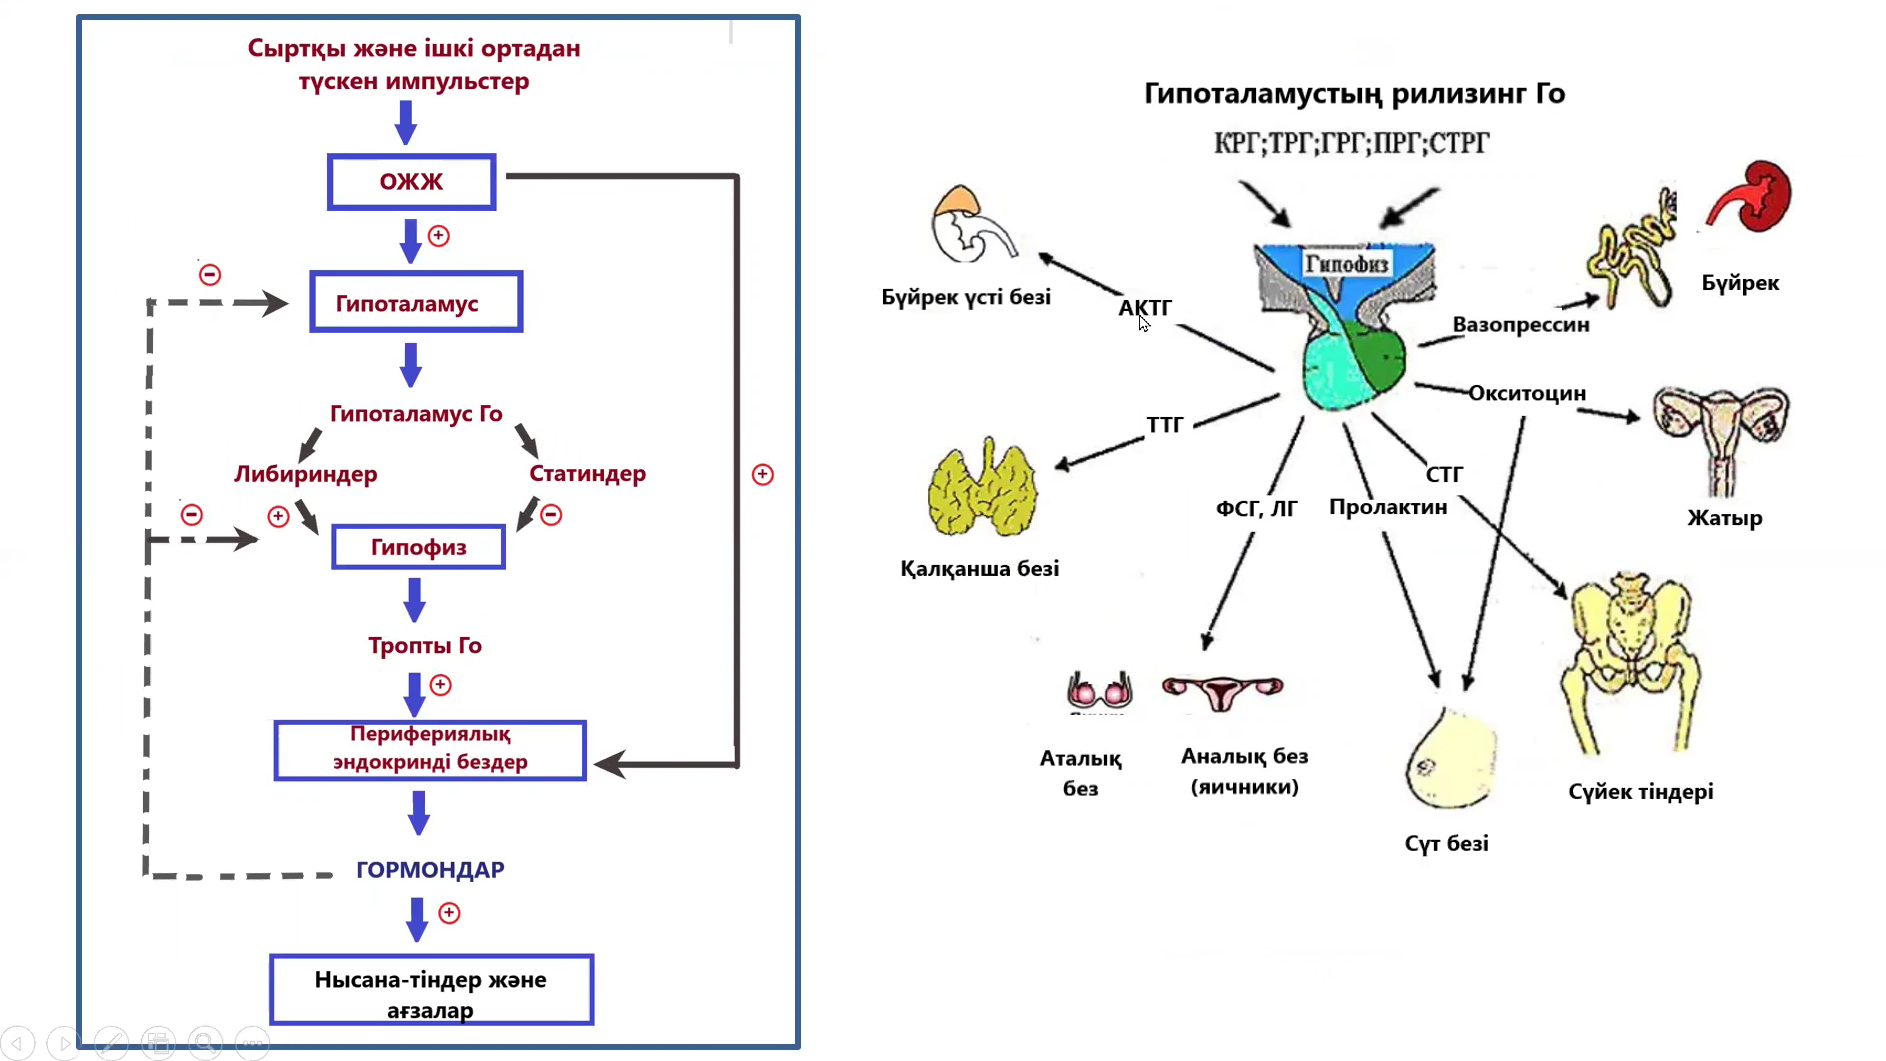 Сыртқы және ішкі ортадан
түскен импульстер
ОЖЖ
Гипоталамус
Гипоталамус Го
Либириндер
Статиндер
Гипофиз
Тропты Го
Перифериялық
эндокринді бездер
ГОРМОНДАР
Нысана-тіндер және
ағзалар
Гипоталамустың рилизинг Го
КРГ;ТРГ;ГРГ;ПРГ;СТРГ
Гипофиз
Бүйрек үсті безі
АКТГ
Бүйрек
Вазопрессин
Окситоцин
ТТГ
СТГ
ФСГ, ЛГ
Пролактин
Жатыр
Қалқанша безі
Аталық
без
Аналық без
(яичники)
Сүйек тіндері
Сүт безі